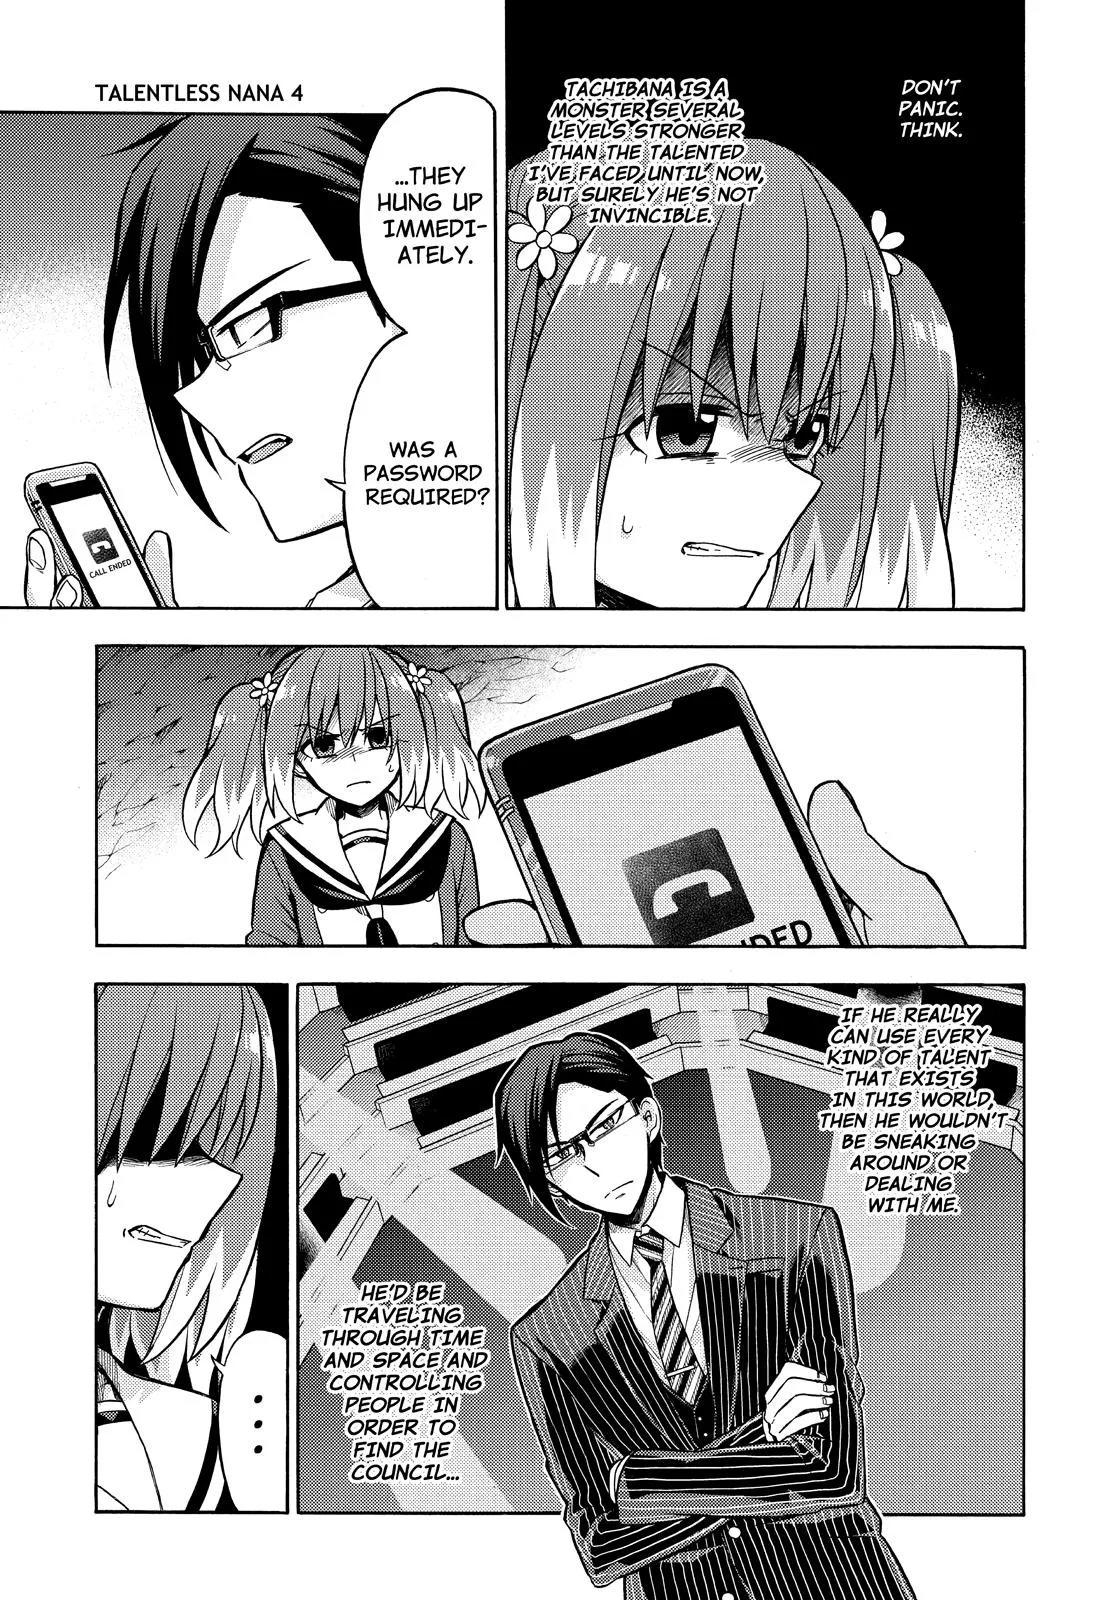 TALENTLESS NANA 4
DON'T
PANIC.
THINK.
TACHIBANA IS A
MONSTER SEVERAL
LEVELS STRONGER
THAN THE TALENTED
I'VE FACED UNTIL NOW,
BUT SURELY HE'S NOT
INVINCIBLE.
...THEY
HUNG UP
IMMEDI-
ATELY.
WAS A
PASSWORD
REQUIRED?
CALL ENDED
ENDED
IF HE REALLY
CAN USE EVERY
KIND OF TALENT
THAT EXISTS
IN THIS WORLD,
THEN HE WOULDN'T
BE SNEAKING
AROUND OR
DEALING
WITH ME.
HE'D BE
TRAVELING
THROUGH TIME
AND SPACE AND
CONTROLLING
PEOPLE IN
ORDER TO
FIND THE
COUNCIL...
...